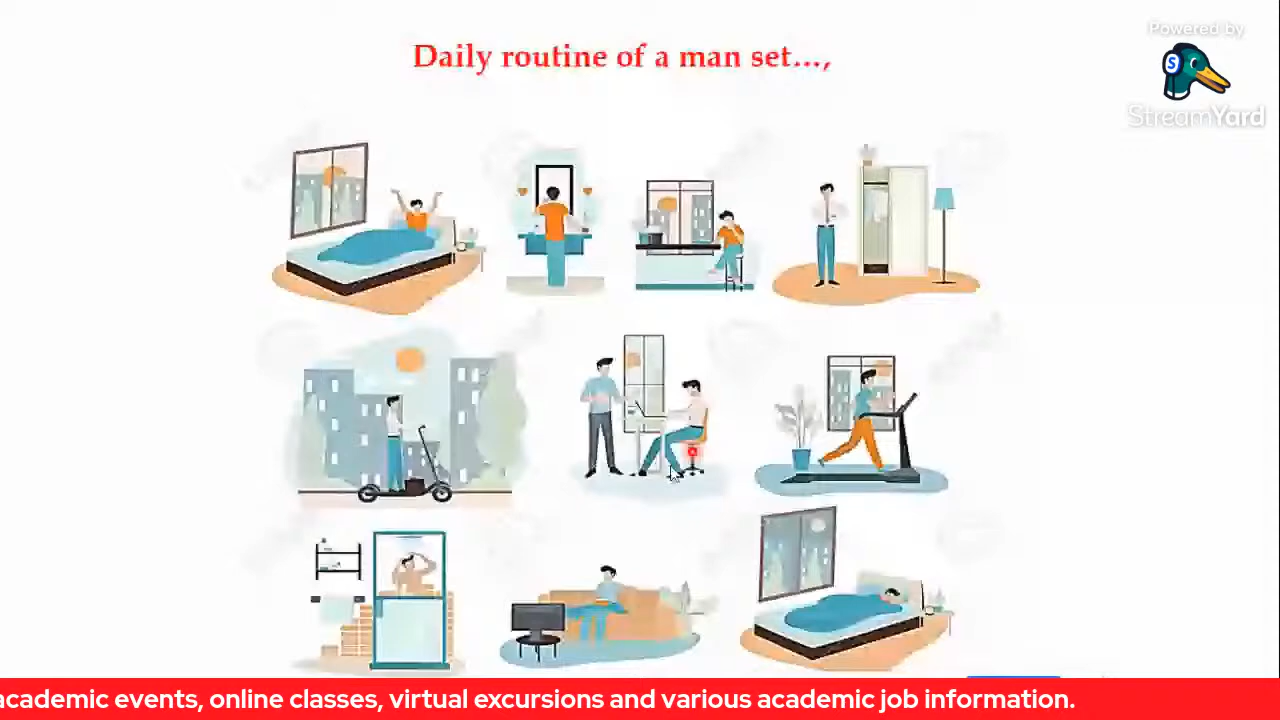 Daily routine of a man set...,
Powered by
StreamYard
academic events, online classes, virtual excursions and various academic job information.